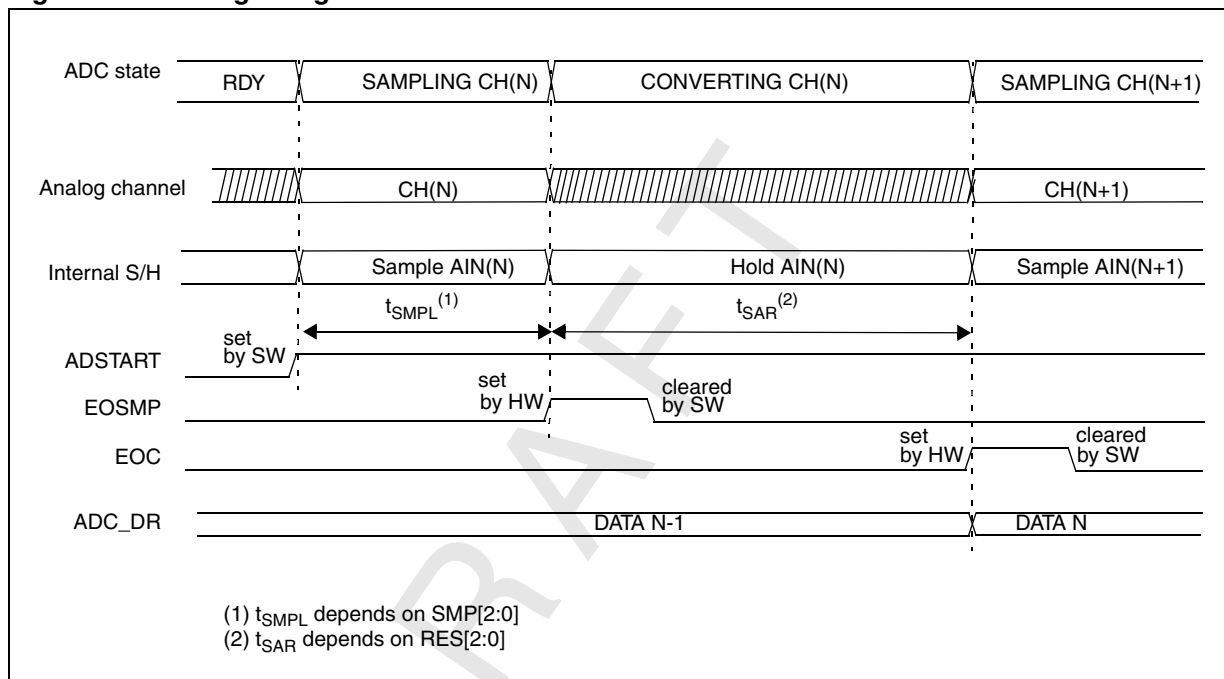 ADC state
RDY
SAMPLING CH(N)
CONVERTING CH(N)
SAMPLING CH(N+1)
Analog channel
CH(N)
CH(N+1)
Internal S/H
Sample AIN(N)
Hold AIN(N)
Sample AIN(N+1)
tSMPL(1)
tSAR(2)
ADSTART
set
by SW
EOSMP
set
by HW
cleared
by SW
EOC
set
by HW
cleared
by SW
ADC_DR
DATA N-1
DATA N
(1) tSMPL depends on SMP[2:0]
(2) tSAR depends on RES[2:0]
RAFT